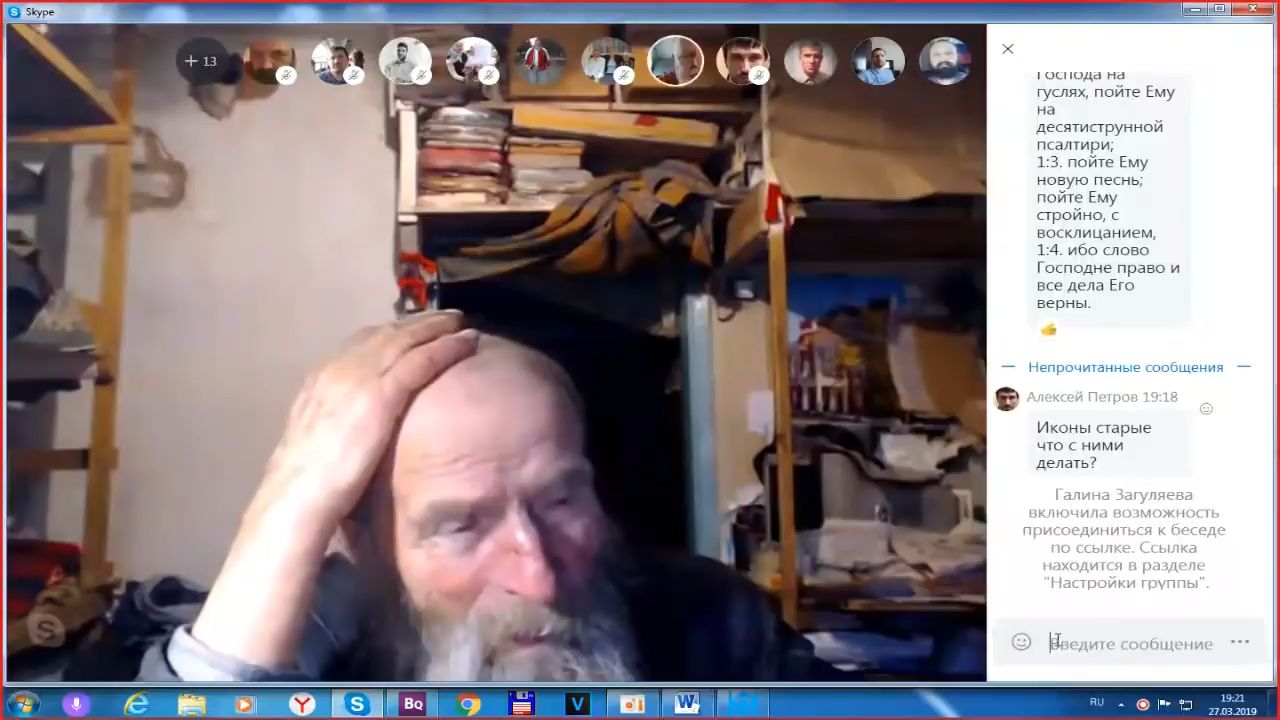 Skype
+ 13
Господа на
гуслях, пойте Ему
на
десятиструнной
псалтири;
1:3. пойте Ему
новую песнь;
пойте Ему
стройно, с
восклицанием,
1:4. ибо слово
Господне право и
все дела Его
верны.
Непрочитанные сообщения
Алексей Петров 19:18
Иконы старые
что с ними
делать?
Галина Загуляева
включила возможность
присоединиться к беседе
по ссылке. Ссылка
находится в разделе
"Настройки группы".
Введите сообщение
RU
19:21
27.03.2019